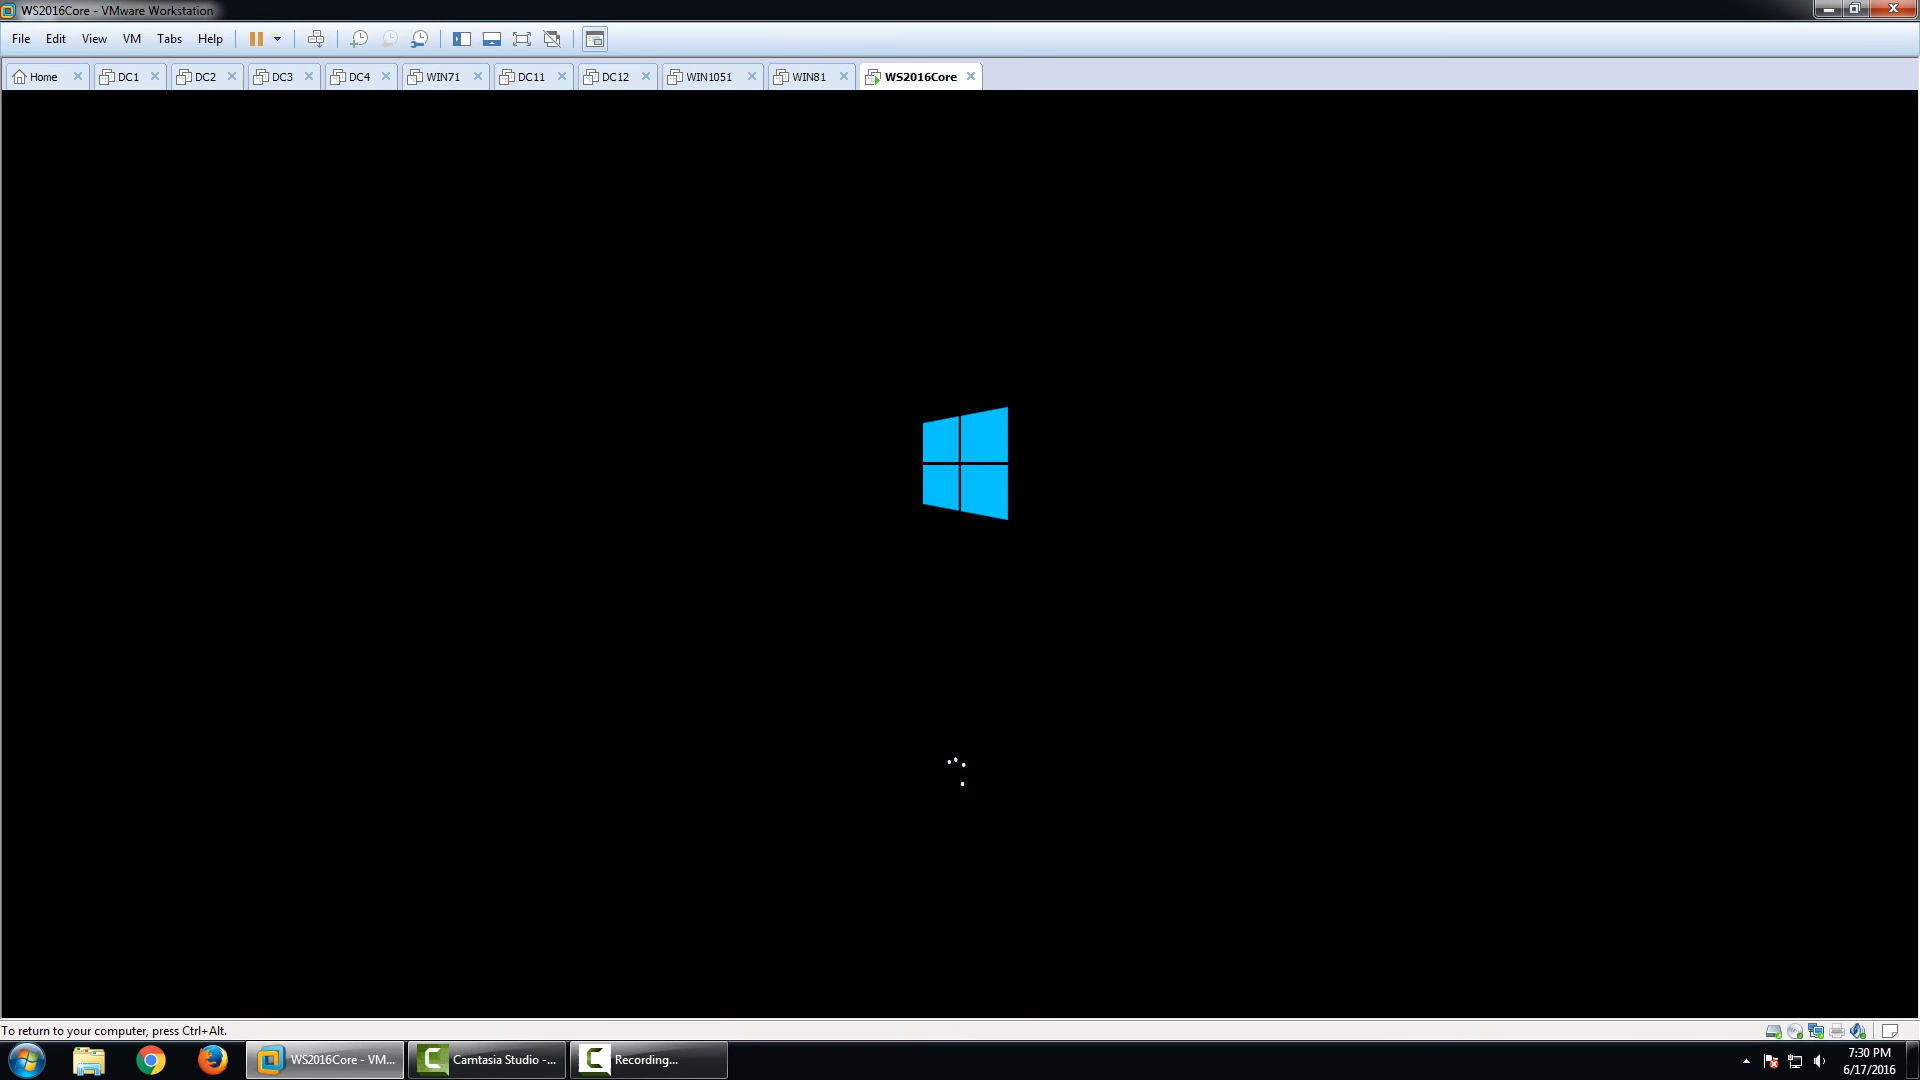 WS2016Core - VMware Workstation
File Edit View VM Tabs Help
Home DC1 DC2 DC3 DC4 WIN71 DC11 DC12 WIN1051 WIN81 WS2016Core
To return to your computer, press Ctrl+Alt.
WS2016Core - VM... Camtasia Studio -... Recording...
7:30 PM
6/17/2016